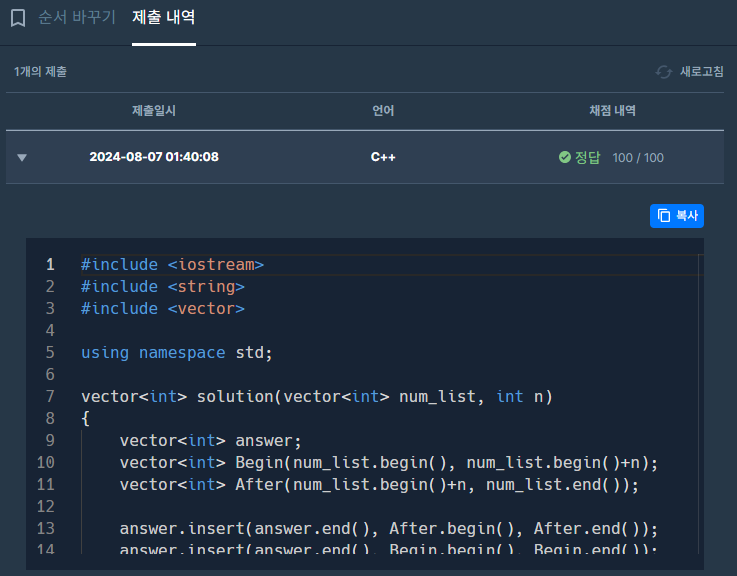 순서 바꾸기 제출 내역
1개의 제출 새로고침
제출일시 언어 채점 내역
2024-08-07 01:40:08 C++ 정답 100 / 100
복사
1 #include <iostream>
2 #include <string>
3 #include <vector>
4
5 using namespace std;
6
7 vector<int> solution(vector<int> num_list, int n)
8 {
9 vector<int> answer;
10 vector<int> Begin(num_list.begin(), num_list.begin()+n);
11 vector<int> After(num_list.begin()+n, num_list.end());
12
13 answer.insert(answer.end(), After.begin(), After.end());
14 answer.insert(answer.end(), Begin.begin(), Begin.end());